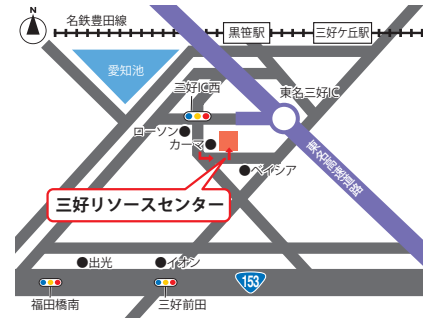 N
名鉄豊田線
黒笹駅
三好ケ丘駅
愛知池
三好IC西
東名三好IC
ローソン
カーマ
ベイシア
東名高速道路
三好リソースセンター
出光
イオン
153
福田橋南
三好前田